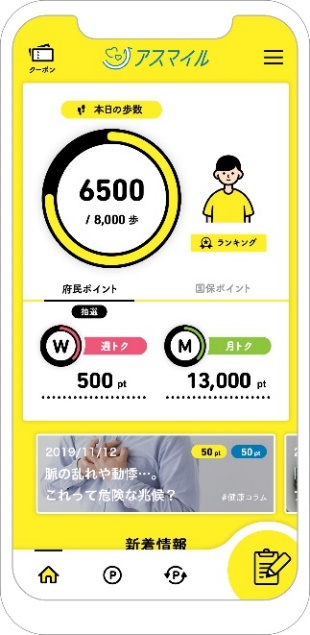 クーポン
アスマイル
本日の歩数
6500
/ 8,000 歩
ランキング
府民ポイント
国保ポイント
抽選
W 週トク
500 pt
M 月トク
13,000 pt
2019/11/12
50 pt
50 pt
脈の乱れや動悸…。
これって危険な兆候?
#健康コラム
新着情報
P
P